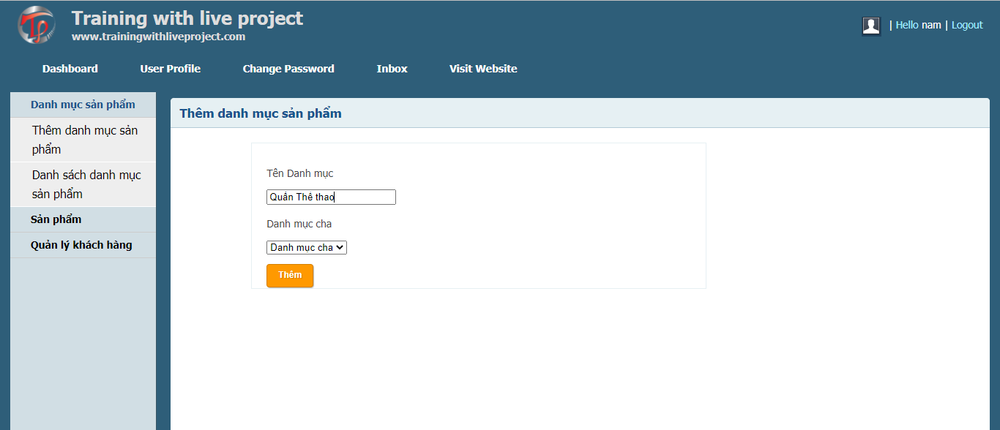 Training with live project
www.trainingwithliveproject.com
| Hello nam | Logout
Dashboard User Profile Change Password Inbox Visit Website
Danh mục sản phẩm
Thêm danh mục sản
phẩm
Danh sách danh mục
sản phẩm
Sản phẩm
Quản lý khách hàng
Thêm danh mục sản phẩm
Tên Danh mục
Quần Thể thao
Danh mục cha
Danh mục cha
Thêm